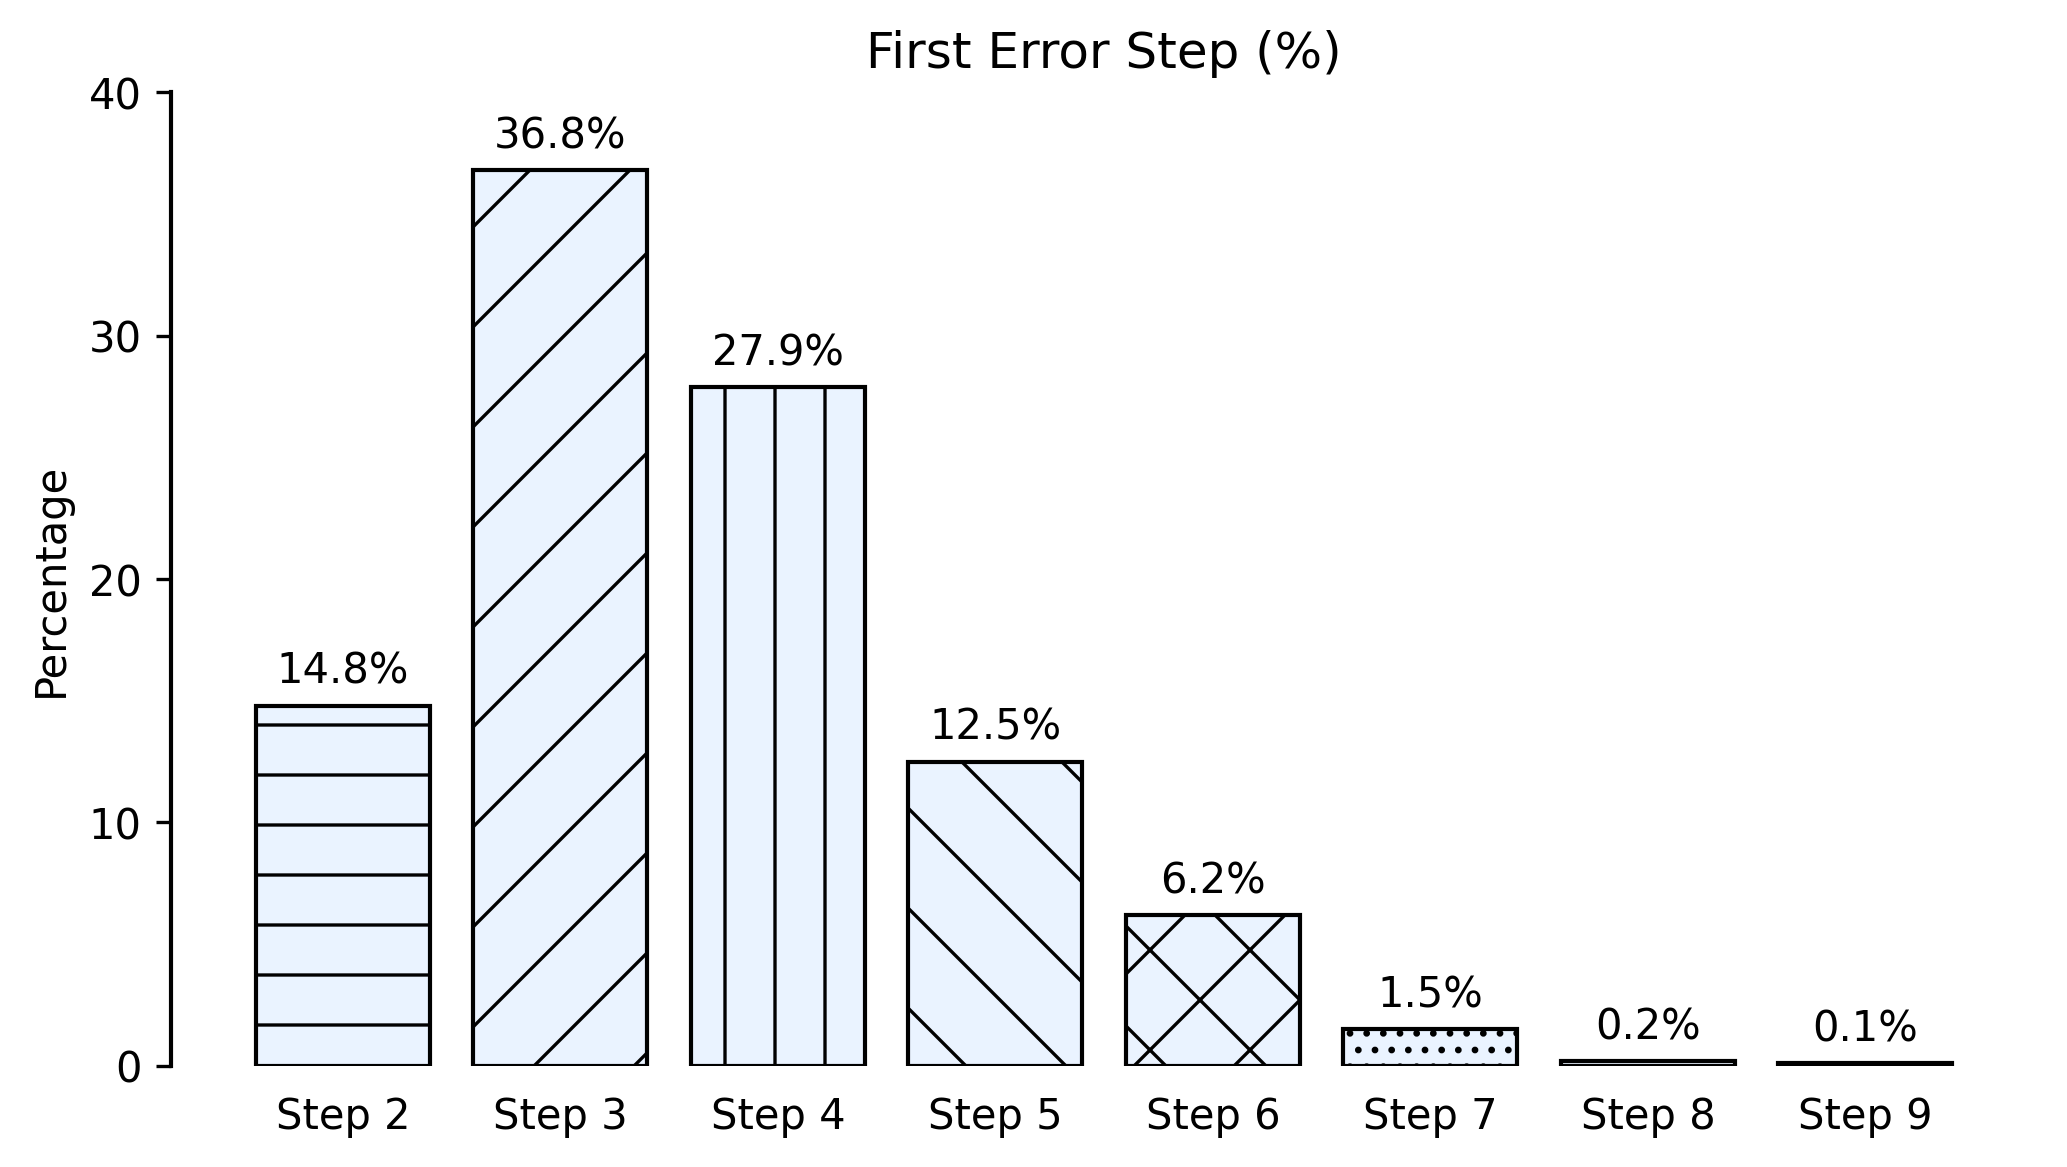 First Error Step (%)
Percentage
40
30
20
10
0
14.8%
36.8%
27.9%
12.5%
6.2%
1.5%
0.2%
0.1%
Step 2
Step 3
Step 4
Step 5
Step 6
Step 7
Step 8
Step 9